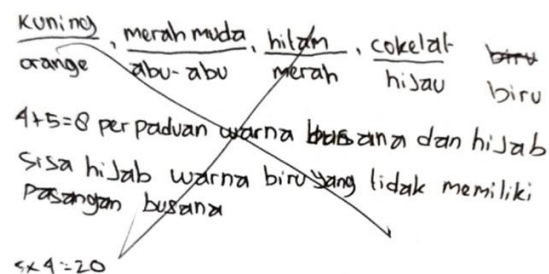 kuning, merah muda, hitam, cokelat biru
orange abu-abu merah hijau biru
4+5=8 perpaduan warna busana dan hijab
Sisa hijab warna biru yang tidak memiliki
Pasangan busana
5x4=20